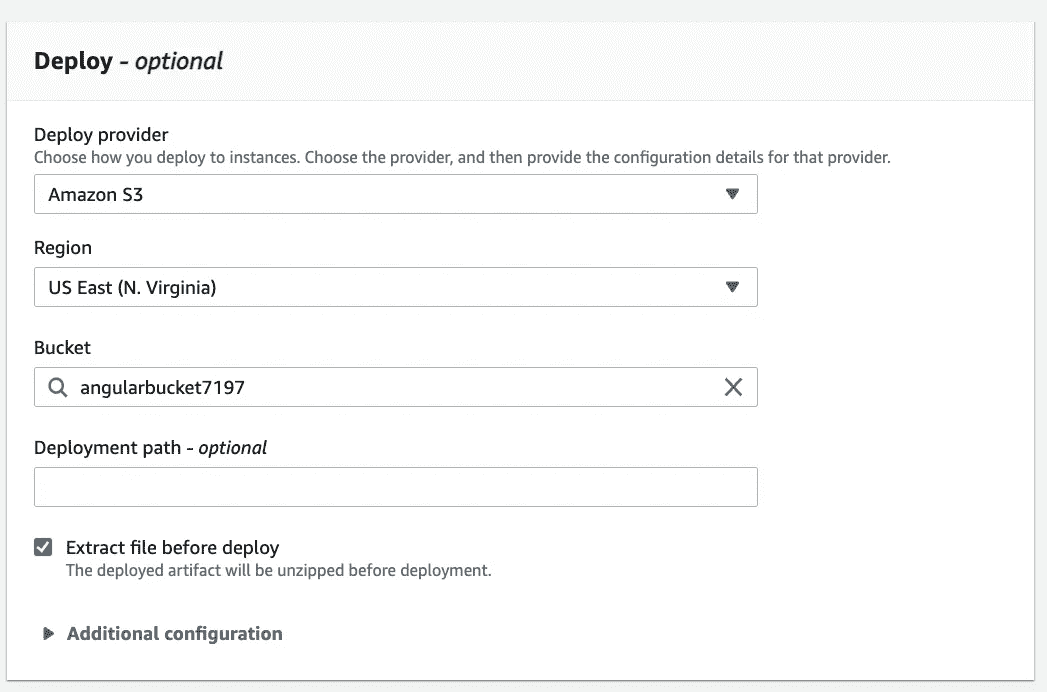 Deploy - optional
Deploy provider
Choose how you deploy to instances. Choose the provider, and then provide the configuration details for that provider.
Amazon S3
Region
US East (N. Virginia)
Bucket
angularbucket7197
Deployment path - optional
Extract file before deploy
The deployed artifact will be unzipped before deployment.
Additional configuration